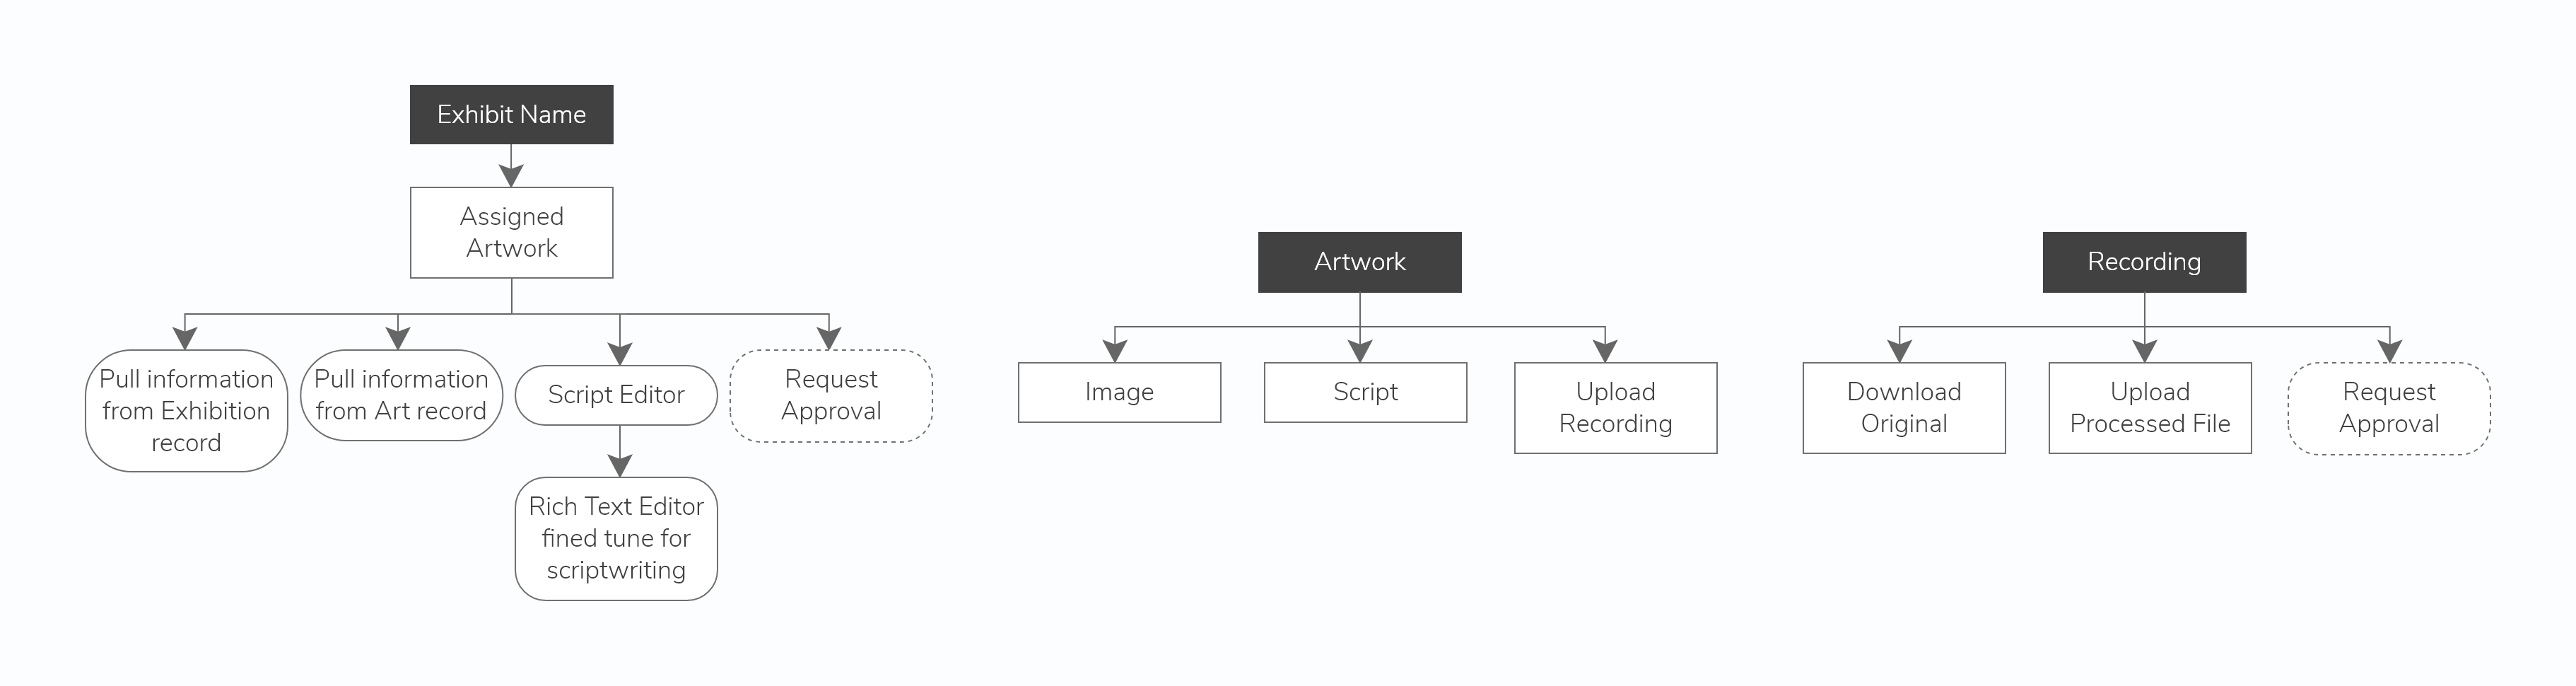 Exhibit Name
Assigned
Artwork
Pull information
from Exhibition
record
Pull information
from Art record
Script Editor
Request
Approval
Rich Text Editor
fined tune for
scriptwriting
Artwork
Image
Script
Upload
Recording
Recording
Download
Original
Upload
Processed File
Request
Approval